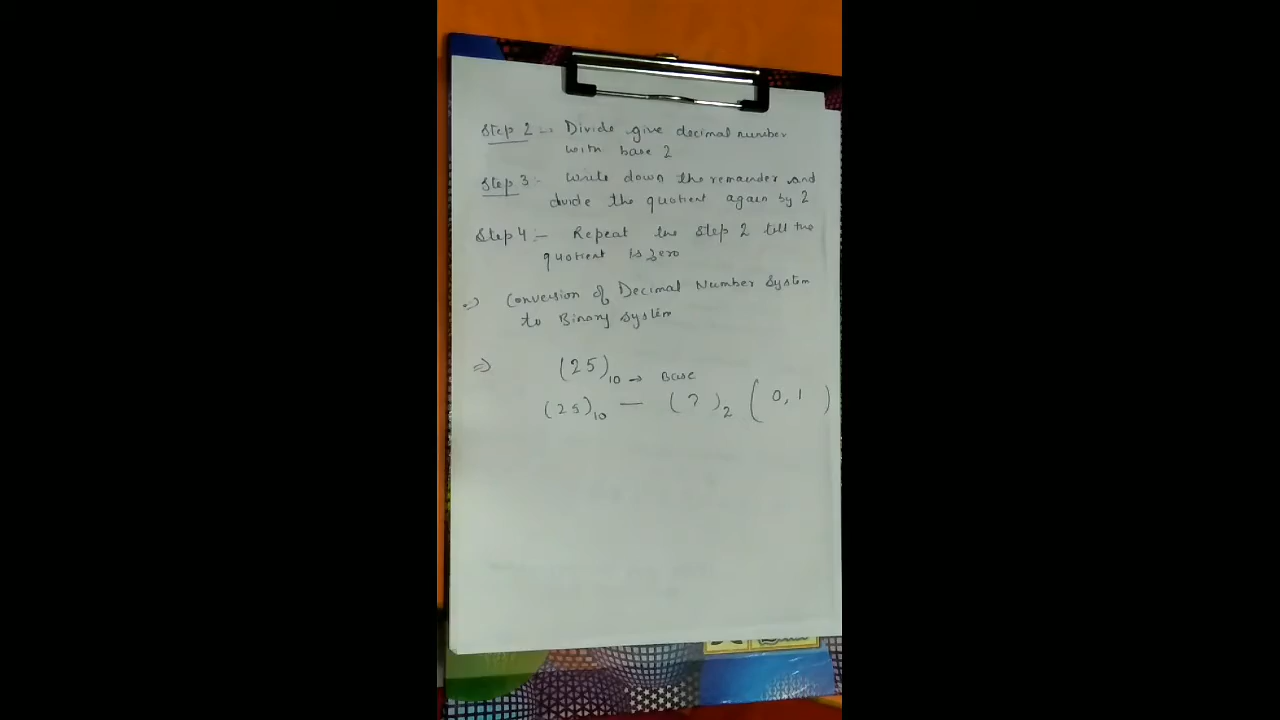 Step 2 :- Divide give decimal number
with base 2
Step 3 :- Write down the remainder and
divide the quotient again by 2
Step 4 :- Repeat the step 2 till the
quotient is zero
⇒ Conversion of Decimal Number System
to Binary System
⇒ (25)₁₀ → Base
(25)₁₀ — (?)₂ (0,1)